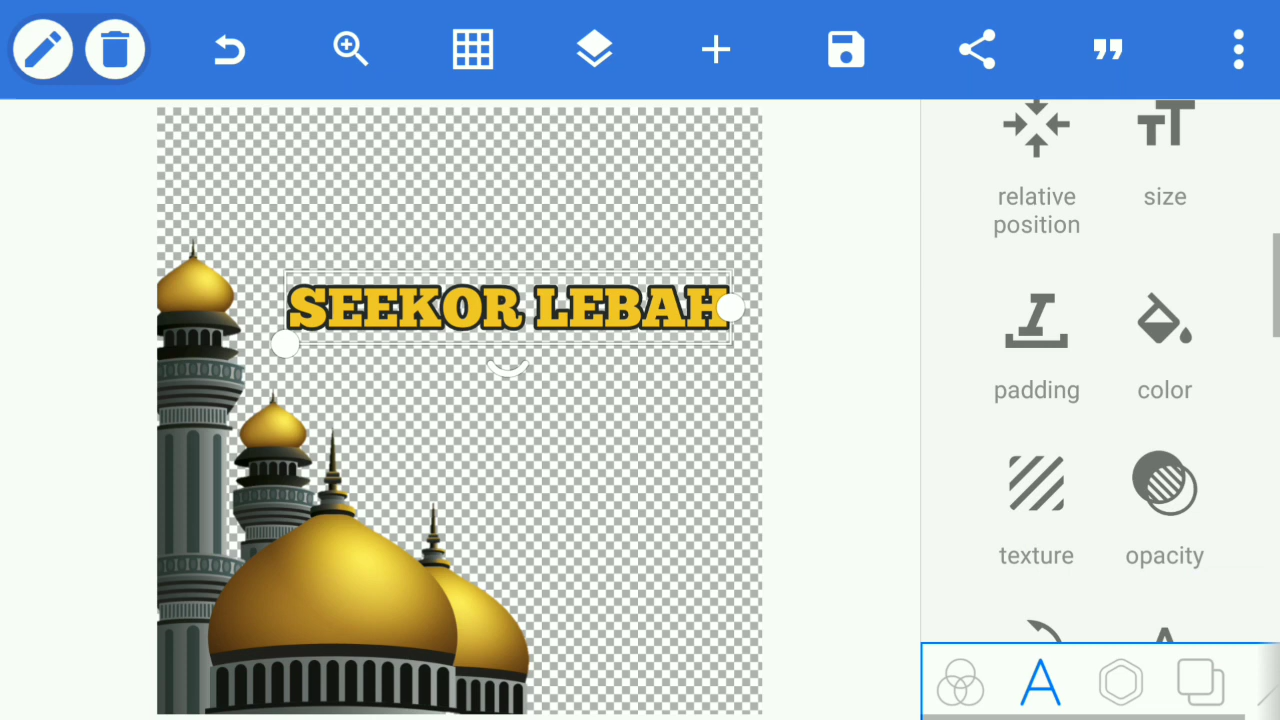 SEEKOR LEBAH
relative
position
size
padding
color
texture
opacity